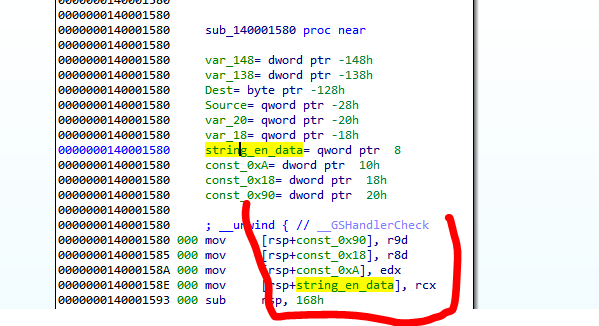 0000000140001580
0000000140001580
0000000140001580 sub_140001580 proc near
0000000140001580
0000000140001580 var_148= dword ptr -148h
0000000140001580 var_138= dword ptr -138h
0000000140001580 Dest= byte ptr -128h
0000000140001580 Source= qword ptr -28h
0000000140001580 var_20= qword ptr -20h
0000000140001580 var_18= qword ptr -18h
0000000140001580 string_en_data= qword ptr  8
0000000140001580 const_0xA= dword ptr  10h
0000000140001580 const_0x18= dword ptr  18h
0000000140001580 const_0x90= dword ptr  20h
0000000140001580
0000000140001580 ; __unwind { // __GSHandlerCheck
0000000140001580 000 mov     [rsp+const_0x90], r9d
0000000140001585 000 mov     [rsp+const_0x18], r8d
000000014000158A 000 mov     [rsp+const_0xA], edx
000000014000158E 000 mov     [rsp+string_en_data], rcx
0000000140001593 000 sub     rsp, 168h